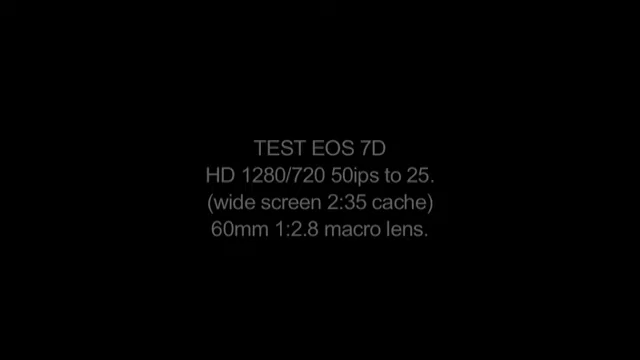 TEST EOS 7D
HD 1280/720 50ips to 25.
(wide screen 2:35 cache)
60mm 1:2.8 macro lens.